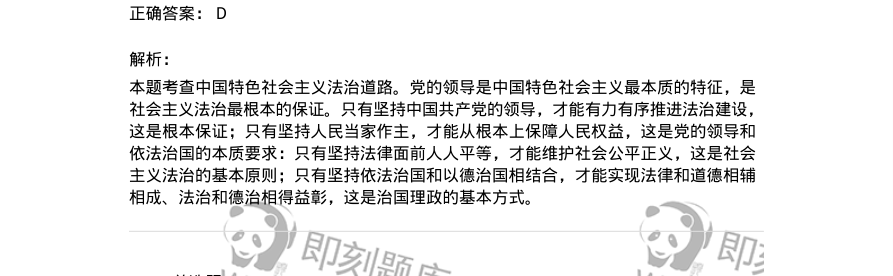 正确答案： D
解析：
本题考查中国特色社会主义法治道路。党的领导是中国特色社会主义最本质的特征，是
社会主义法治最根本的保证。只有坚持中国共产党的领导，才能有力有序推进法治建设，
这是根本保证；只有坚持人民当家作主，才能从根本上保障人民权益，这是党的领导和
依法治国的本质要求：只有坚持法律面前人人平等，才能维护社会公平正义，这是社会
主义法治的基本原则；只有坚持依法治国和以德治国相结合，才能实现法律和道德相辅
相成、法治和德治相得益彰，这是治国理政的基本方式。
即刻题库
即刻